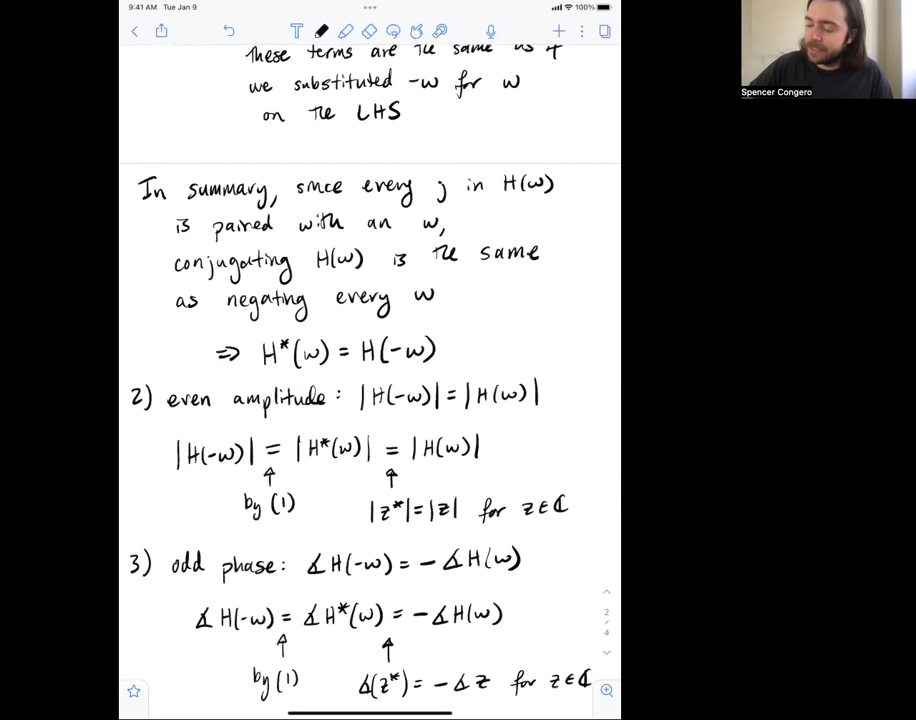 9:41 AM Tue Jan 9
100%
T
Spencer Congero
These terms are the same as if
we substituted -w for w
on the LHS
In summary, since every j in H(w)
is paired with an w,
conjugating H(w) is the same
as negating every w
⇒ H*(w) = H(-w)
2) even amplitude: |H(-w)| = |H(w)|
|H(-w)| = |H*(w)| = |H(w)|
↑ ↑
by (1) |z*| = |z| for z ∈ ℂ
3) odd phase: ∡H(-w) = -∡H(w)
∡H(-w) = ∡H*(w) = -∡H(w)
↑ ↑
by (1) ∡(z*) = -∡z for z ∈ ℂ
2
/
4